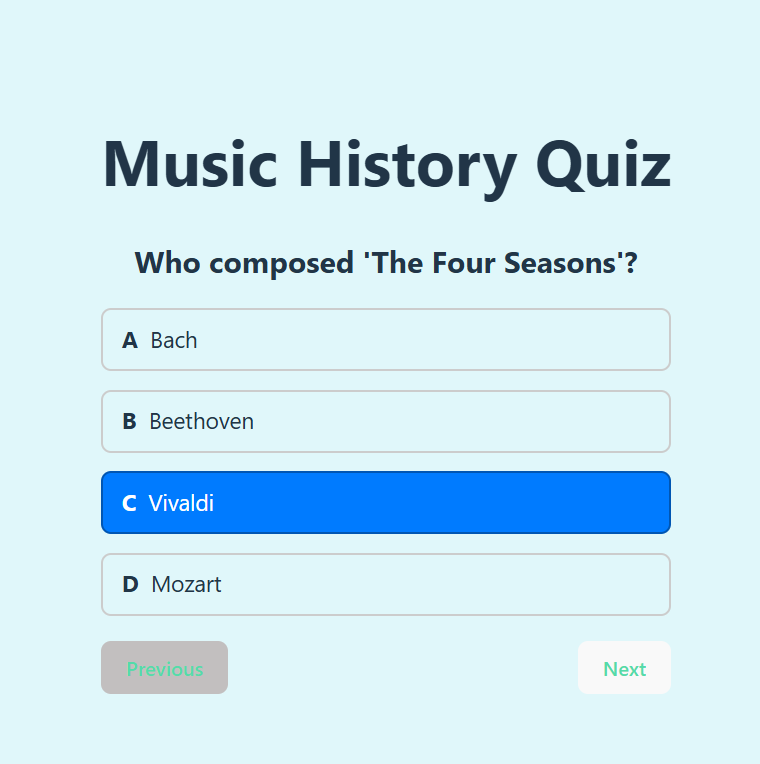 Music History Quiz
Who composed 'The Four Seasons'?
A Bach
B Beethoven
C Vivaldi
D Mozart
Previous Next